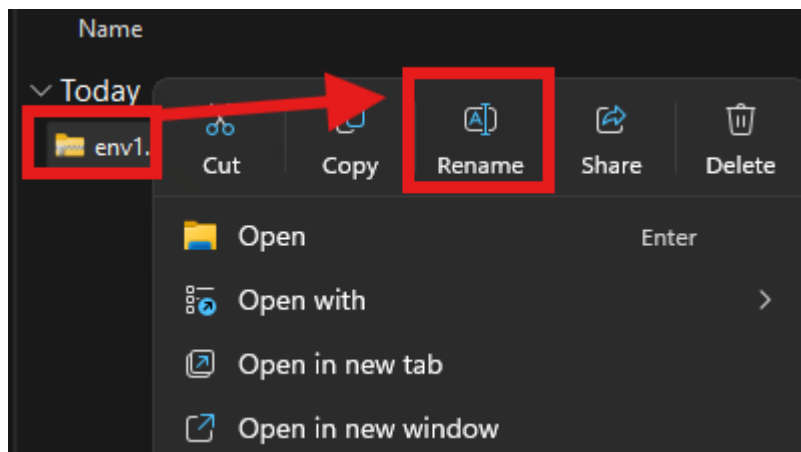 Name
Today
env1.
Cut Copy Rename Share Delete
Open Enter
Open with
Open in new tab
Open in new window